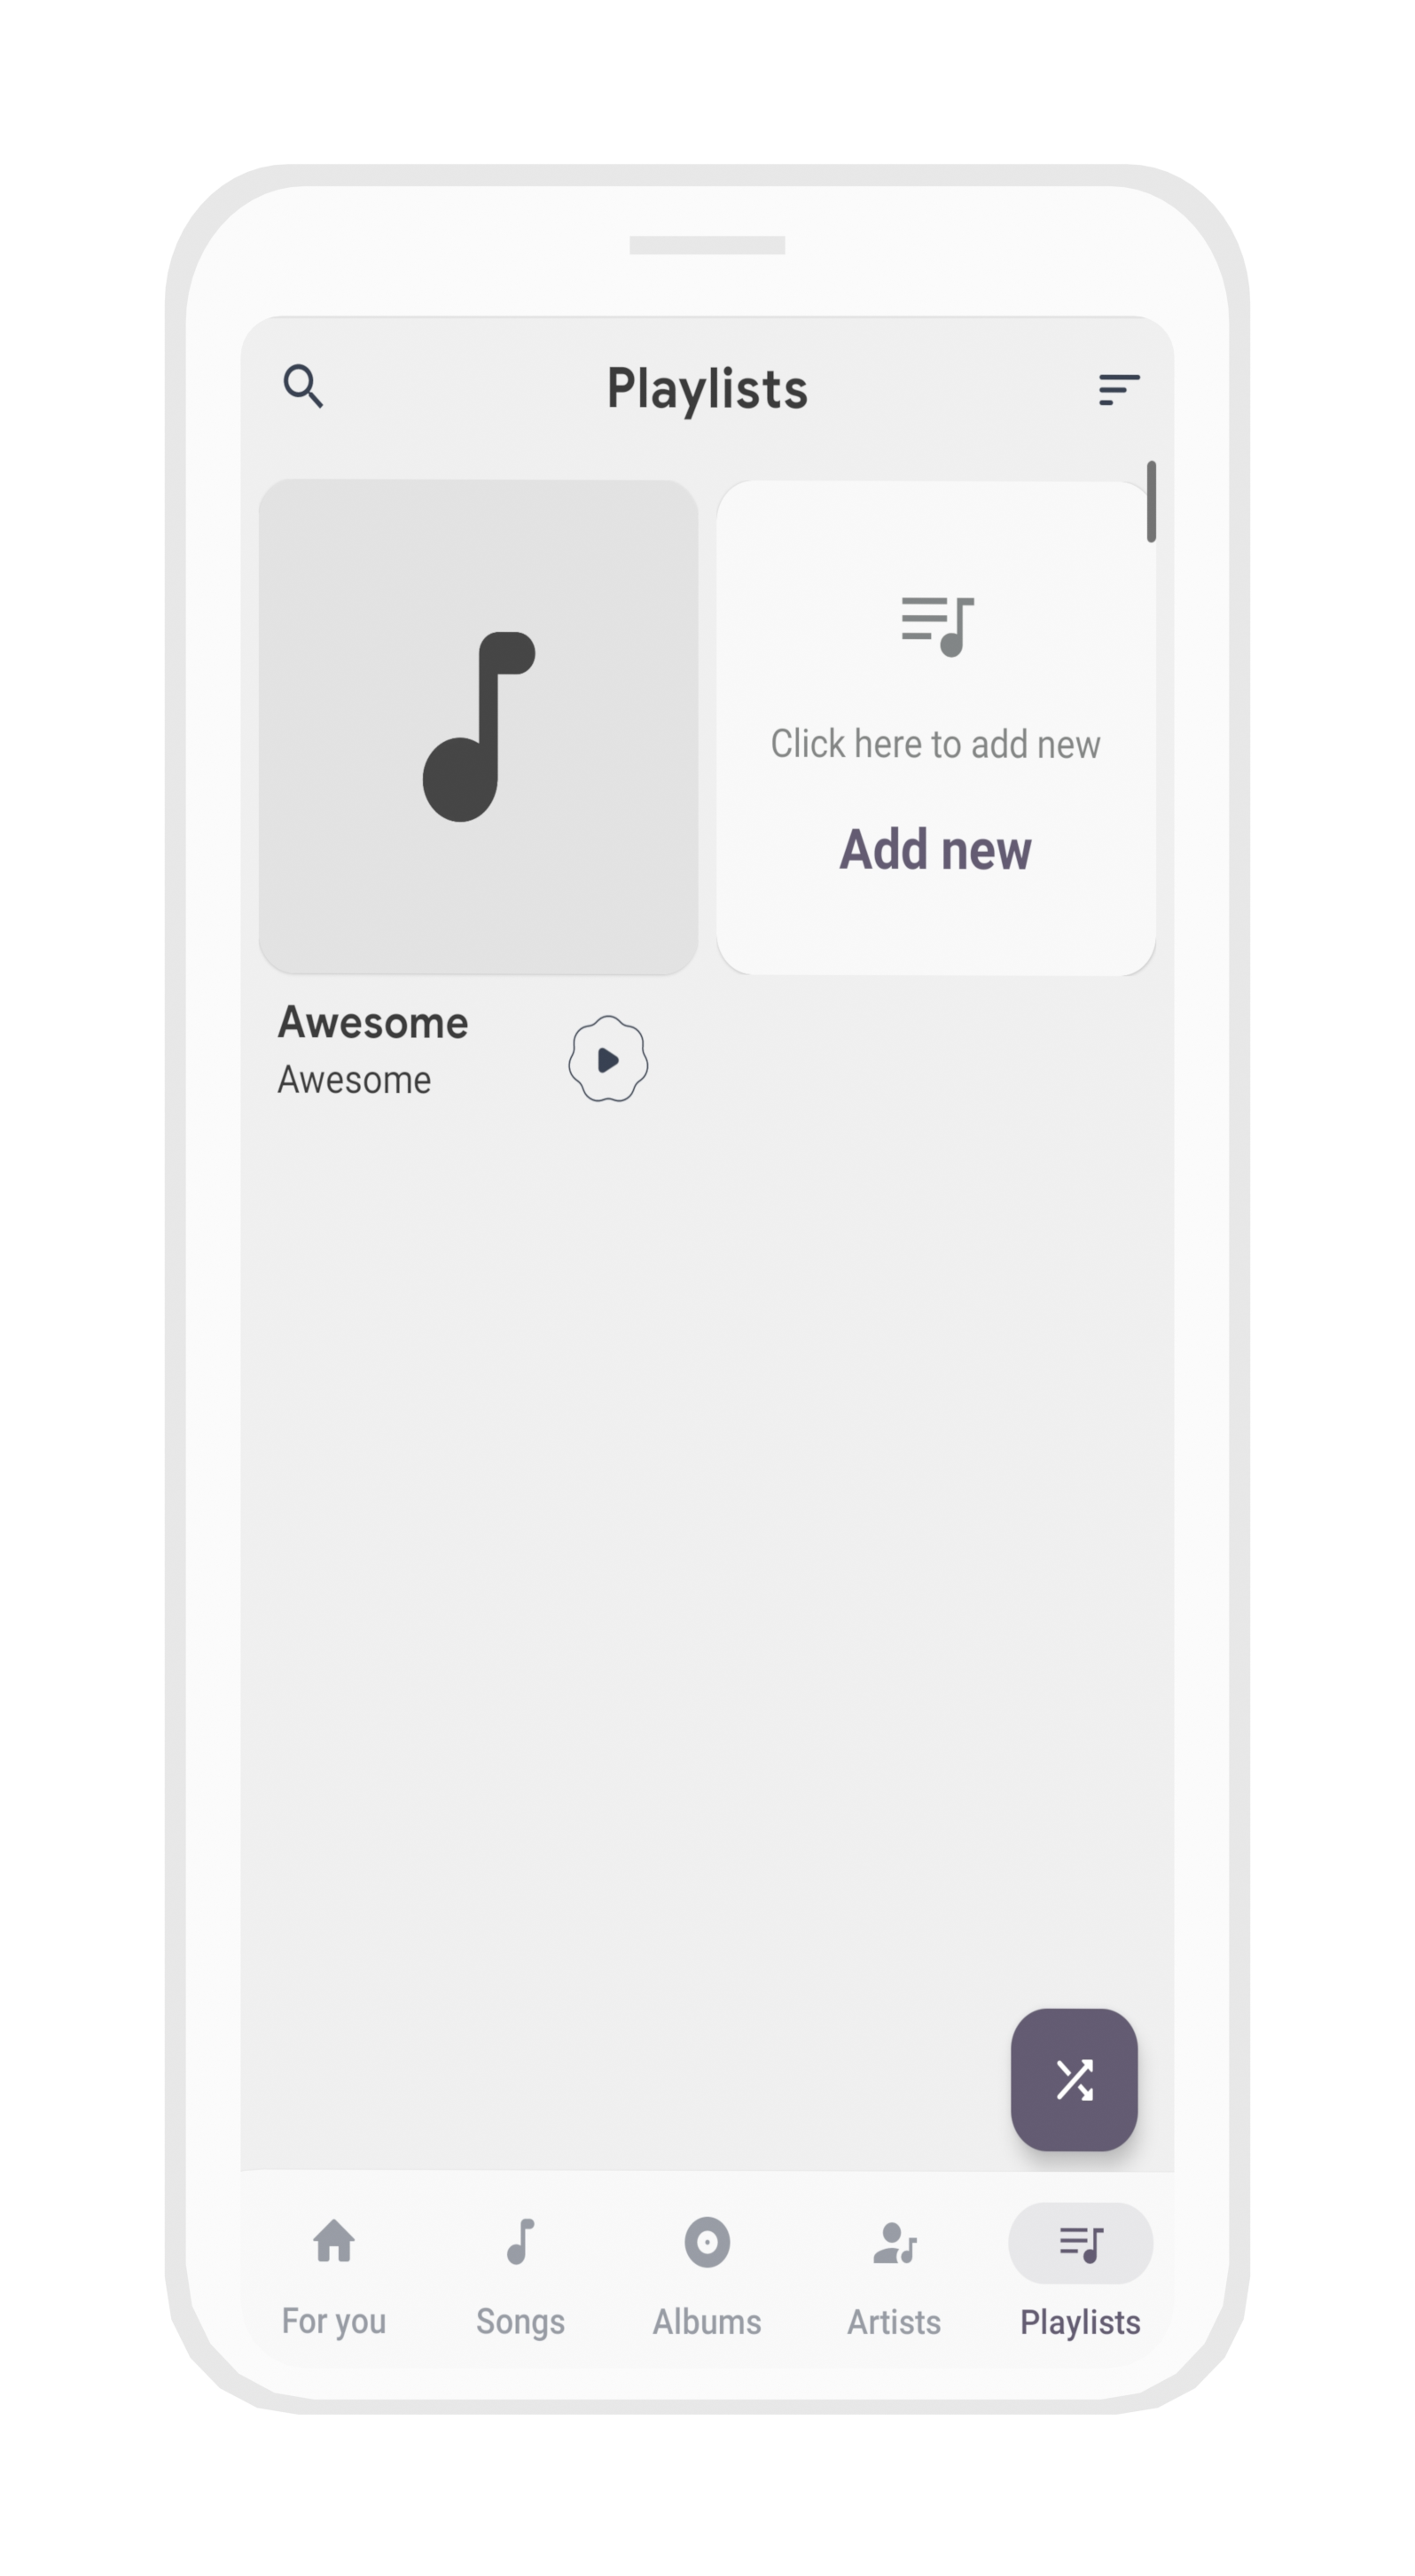 Playlists
Click here to add new
Add new
Awesome
Awesome
For you
Songs
Albums
Artists
Playlists